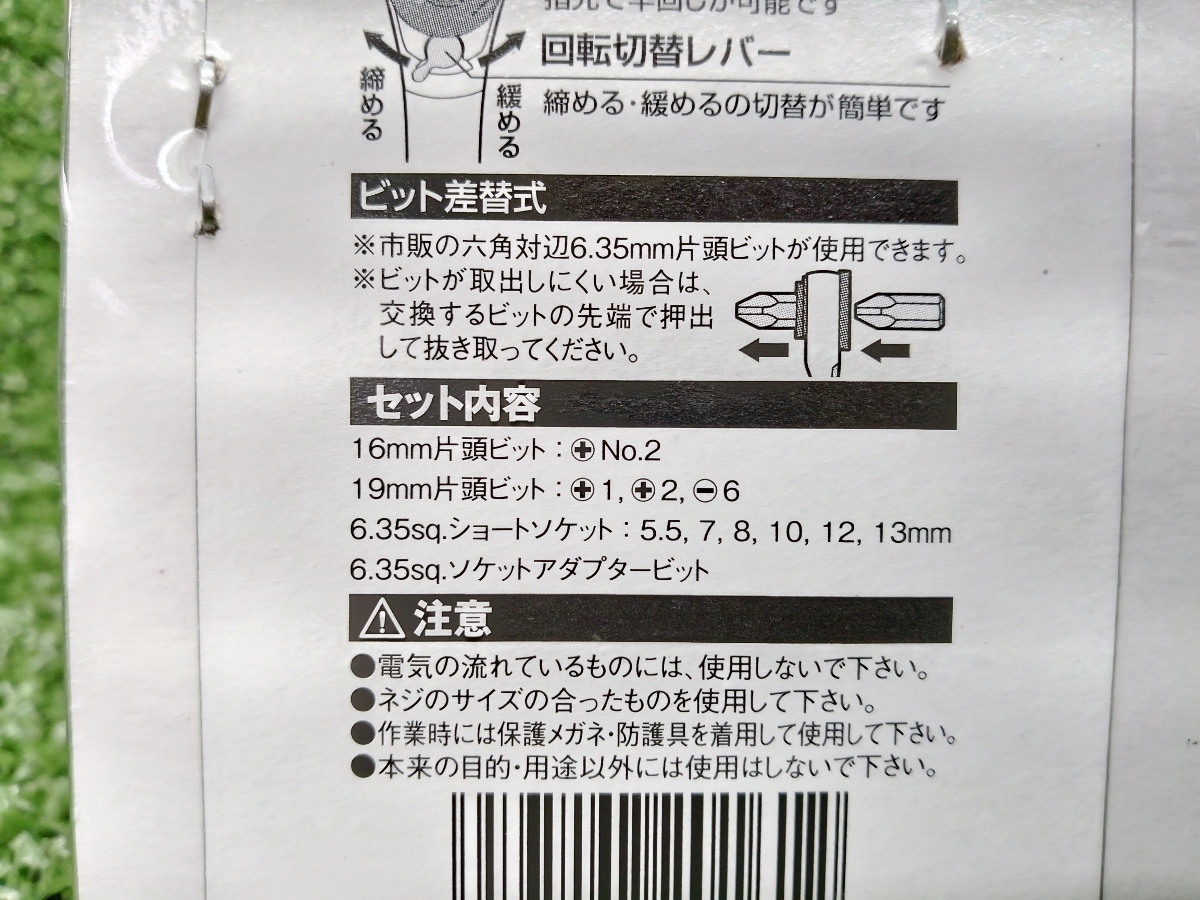 指先で早回しが可能です
回転切替レバー
締める
緩める
締める・緩めるの切替が簡単です
ビット差替式
※市販の六角対辺6.35mm片頭ビットが使用できます。
※ビットが取出しにくい場合は、
交換するビットの先端で押出
して抜き取ってください。
セット内容
16mm片頭ビット：⊕No.2
19mm片頭ビット：⊕1, ⊕2, ⊖6
6.35sq.ショートソケット：5.5, 7, 8, 10, 12, 13mm
6.35sq.ソケットアダプタービット
⚠注意
●電気の流れているものには、使用しないで下さい。
●ネジのサイズの合ったものを使用して下さい。
●作業時には保護メガネ・防護具を着用して使用して下さい。
●本来の目的・用途以外には使用はしないで下さい。